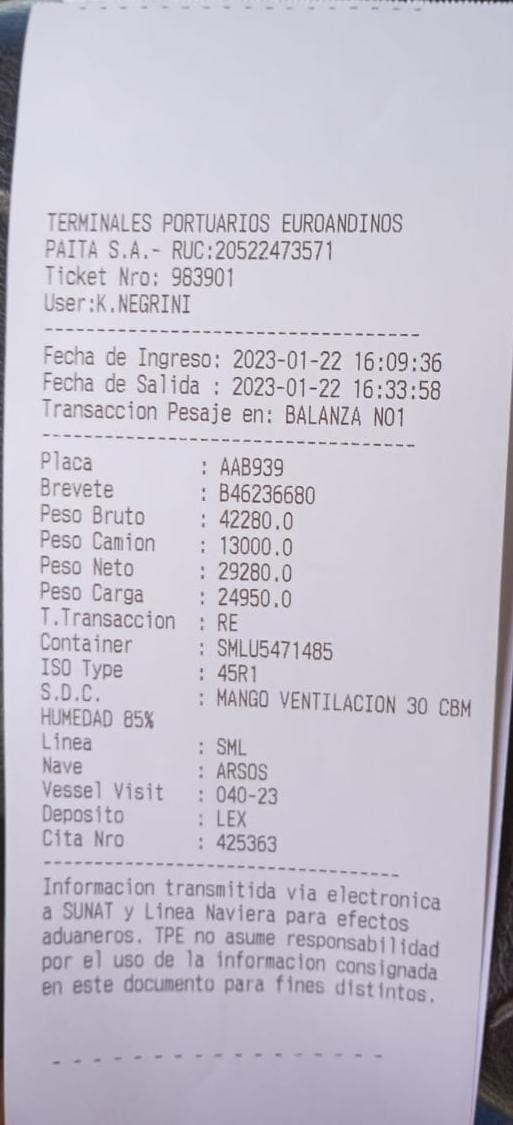 TERMINALES PORTUARIOS EUROANDINOS
PAITA S.A.- RUC:20522473571
Ticket Nro: 983901
User:K.NEGRINI
Fecha de Ingreso: 2023-01-22 16:09:36
Fecha de Salida : 2023-01-22 16:33:58
Transaccion Pesaje en: BALANZA NO1
Placa : AAB939
Brevete : B46236680
Peso Bruto : 42280.0
Peso Camion : 13000.0
Peso Neto : 29280.0
Peso Carga : 24950.0
T.Transaccion : RE
Container : SMLU5471485
ISO Type : 45R1
S.D.C. : MANGO VENTILACION 30 CBM
HUMEDAD 85%
Linea : SML
Nave : ARSOS
Vessel Visit : 040-23
Deposito : LEX
Cita Nro : 425363
Informacion transmitida via electronica
a SUNAT y Linea Naviera para efectos
aduaneros. TPE no asume responsabilidad
por el uso de la informacion consignada
en este documento para fines distintos.